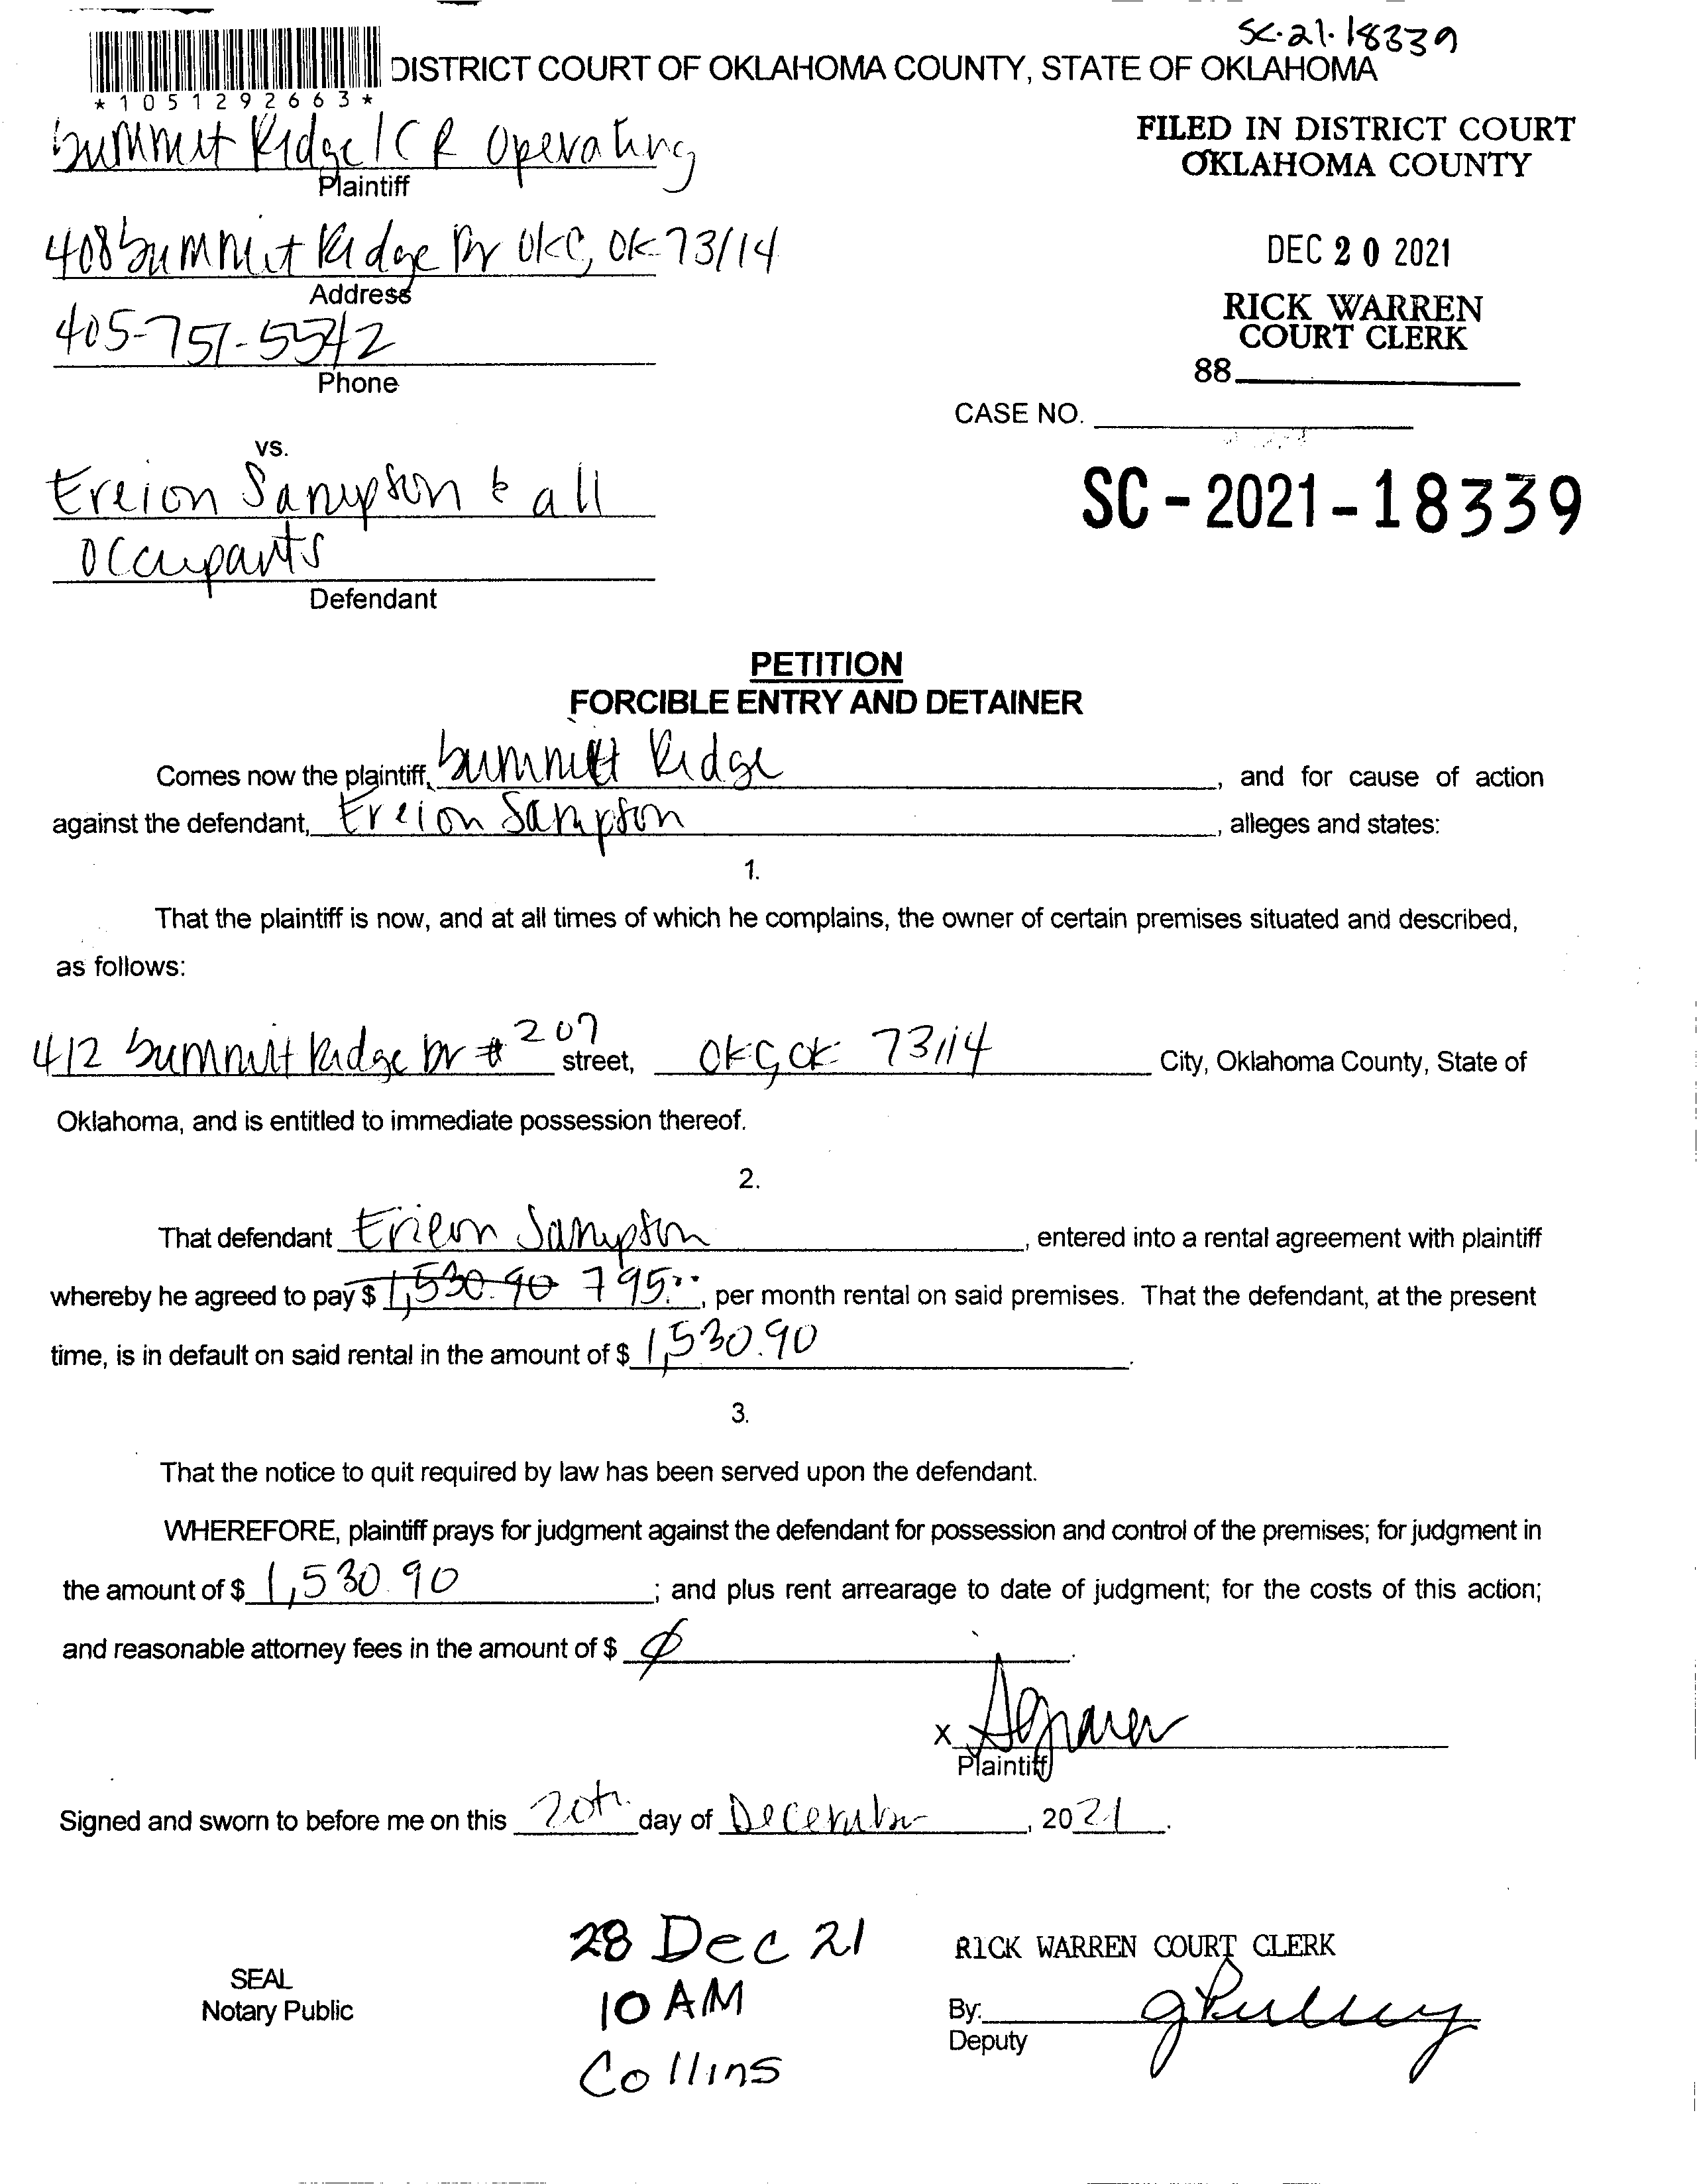 SC-21-18339
DISTRICT COURT OF OKLAHOMA COUNTY, STATE OF OKLAHOMA
*1051292663*
Summit Ridge/CR Operating
Plaintiff
FILED IN DISTRICT COURT
OKLAHOMA COUNTY
408 Summit Ridge Dr OKC, OK 73114
Address
DEC 20 2021
405-751-5542
Phone
RICK WARREN
COURT CLERK
88
CASE NO.
vs.
SC-2021-18339
Ereion Sampson & all
occupants
Defendant
PETITION
FORCIBLE ENTRY AND DETAINER
Comes now the plaintiff, Summitt Ridge, and for cause of action
against the defendant, Ereion Sampson, alleges and states:
1.
That the plaintiff is now, and at all times of which he complains, the owner of certain premises situated and described,
as follows:
412 Summit Ridge Dr # 207 street, OKC, OK 73114 City, Oklahoma County, State of
Oklahoma, and is entitled to immediate possession thereof.
2.
That defendant Erieon Sampson, entered into a rental agreement with plaintiff
whereby he agreed to pay $ 1,530.90 795.00, per month rental on said premises. That the defendant, at the present
time, is in default on said rental in the amount of $ 1,530.90.
3.
That the notice to quit required by law has been served upon the defendant.
WHEREFORE, plaintiff prays for judgment against the defendant for possession and control of the premises; for judgment in
the amount of $ 1,530.90; and plus rent arrearage to date of judgment; for the costs of this action;
and reasonable attorney fees in the amount of $ ∅.
X
Plaintiff
Signed and sworn to before me on this 20th day of December, 2021.
28 Dec 21
10 AM
Collins
SEAL
Notary Public
RICK WARREN COURT CLERK
By:
Deputy